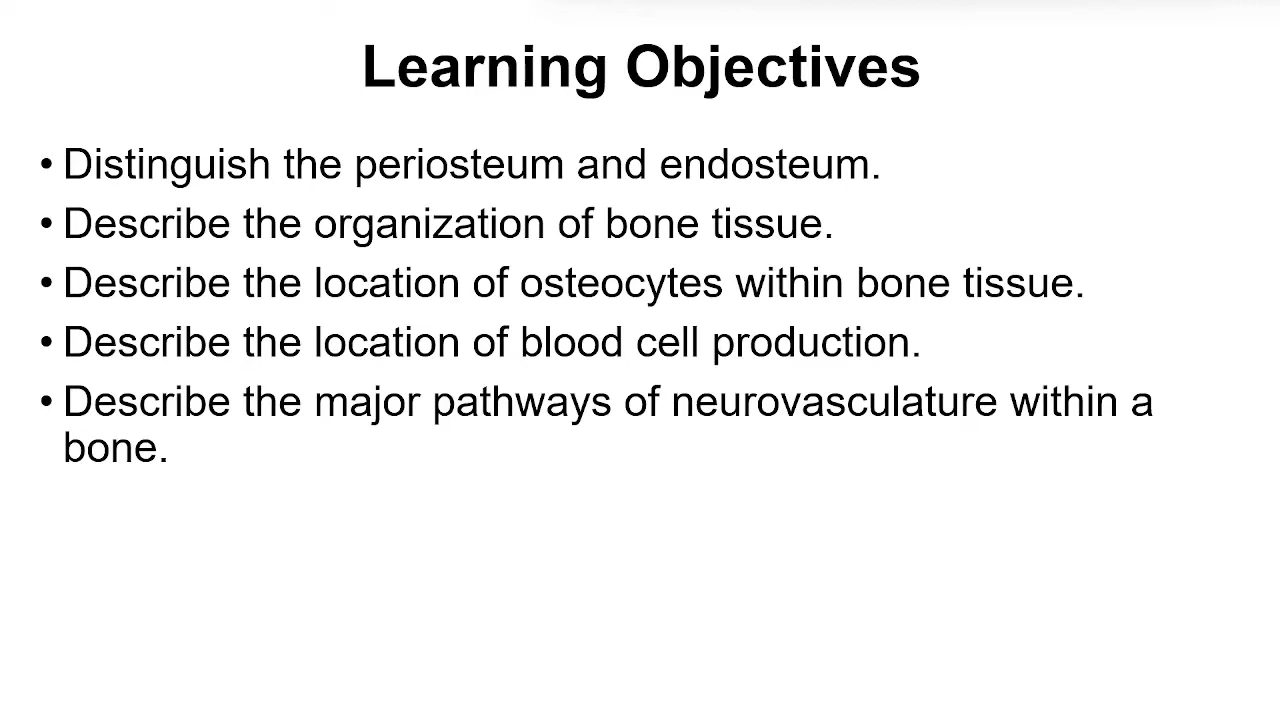 Learning Objectives
• Distinguish the periosteum and endosteum.
• Describe the organization of bone tissue.
• Describe the location of osteocytes within bone tissue.
• Describe the location of blood cell production.
• Describe the major pathways of neurovasculature within a
bone.